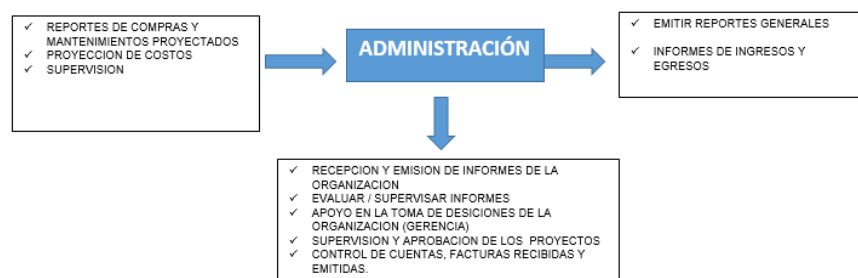 ✓ REPORTES DE COMPRAS Y
MANTENIMIENTOS PROYECTADOS
✓ PROYECCION DE COSTOS
✓ SUPERVISION
ADMINISTRACIÓN
✓ EMITIR REPORTES GENERALES
✓ INFORMES DE INGRESOS Y
EGRESOS
✓ RECEPCION Y EMISION DE INFORMES DE LA
ORGANIZACION
✓ EVALUAR / SUPERVISAR INFORMES
✓ APOYO EN LA TOMA DE DESICIONES DE LA
ORGANIZACION (GERENCIA)
✓ SUPERVISION Y APROBACION DE LOS PROYECTOS
✓ CONTROL DE CUENTAS, FACTURAS RECIBIDAS Y
EMITIDAS.